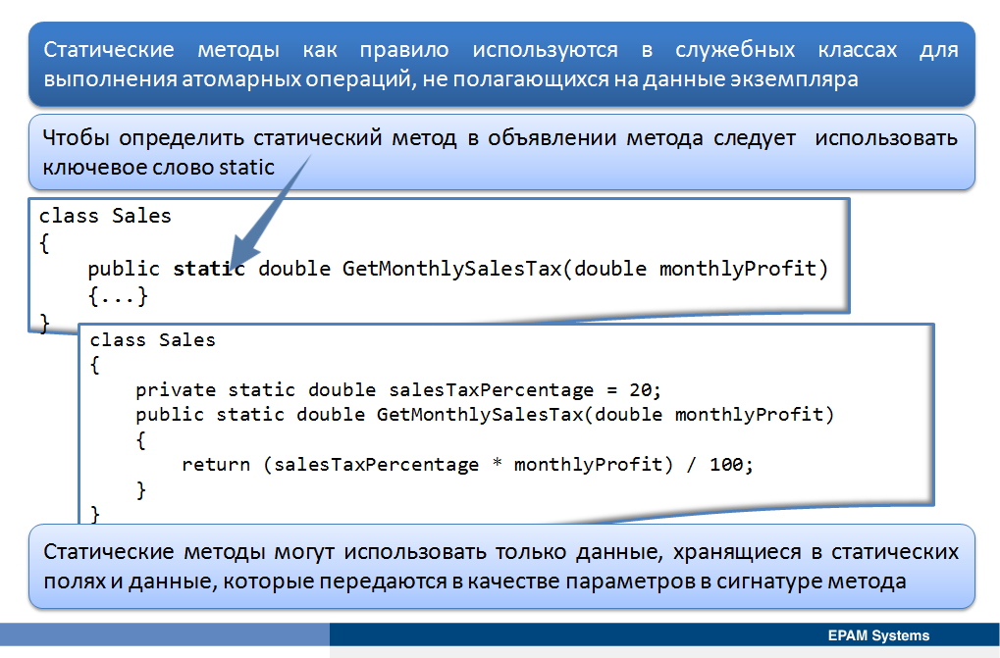 Статические методы как правило используются в служебных классах для
выполнения атомарных операций, не полагающихся на данные экземпляра
Чтобы определить статический метод в объявлении метода следует использовать
ключевое слово static
class Sales
{
public static double GetMonthlySalesTax(double monthlyProfit)
{...}
}
class Sales
{
private static double salesTaxPercentage = 20;
public static double GetMonthlySalesTax(double monthlyProfit)
{
return (salesTaxPercentage * monthlyProfit) / 100;
}
}
Статические методы могут использовать только данные, хранящиеся в статических
полях и данные, которые передаются в качестве параметров в сигнатуре метода
EPAM Systems